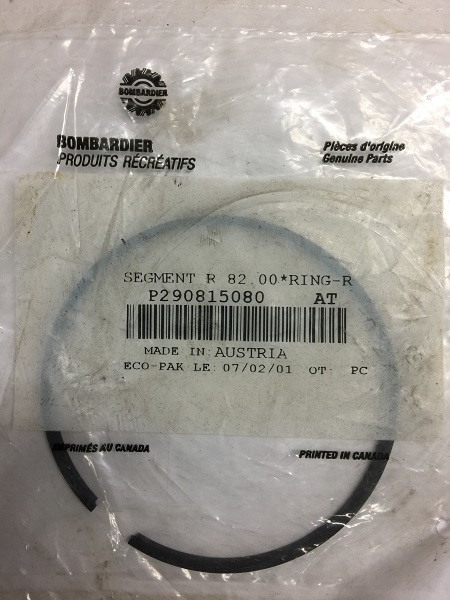 BOMBARDIER
BOMBARDIER
PRODUITS RÉCRÉATIFS
Pièces d'origine
Genuine Parts
SEGMENT R 82.00*RING-R
P290815080 AT
MADE IN: AUSTRIA
ECO-PAK LE: 07/02/01 QT: PC
IMPRIMÉS AU CANADA
PRINTED IN CANADA